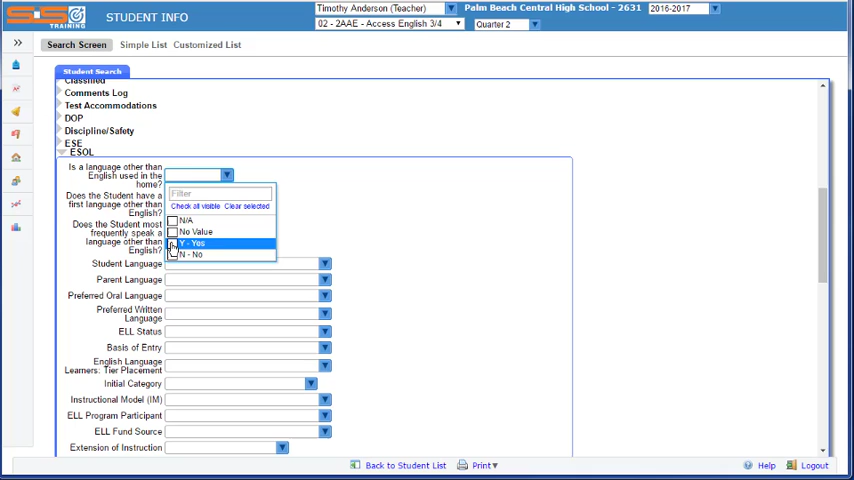 SIS
TRAINING
STUDENT INFO
Timothy Anderson (Teacher)
Palm Beach Central High School - 2631
2016-2017
02 - 2AAE - Access English 3/4
Quarter 2
Search Screen
Simple List
Customized List
Student Search
Classified
Comments Log
Test Accommodations
DOP
Discipline/Safety
ESE
ESOL
Is a language other than
English used in the
home?
Filter
Check all visible
Clear selected
N/A
No Value
Y - Yes
N - No
Does the Student have a
first language other than
English?
Does the Student most
frequently speak a
language other than
English?
Student Language
Parent Language
Preferred Oral Language
Preferred Written
Language
ELL Status
Basis of Entry
English Language
Learners: Tier Placement
Initial Category
Instructional Model (IM)
ELL Program Participant
ELL Fund Source
Extension of Instruction
Back to Student List
Print
Help
Logout